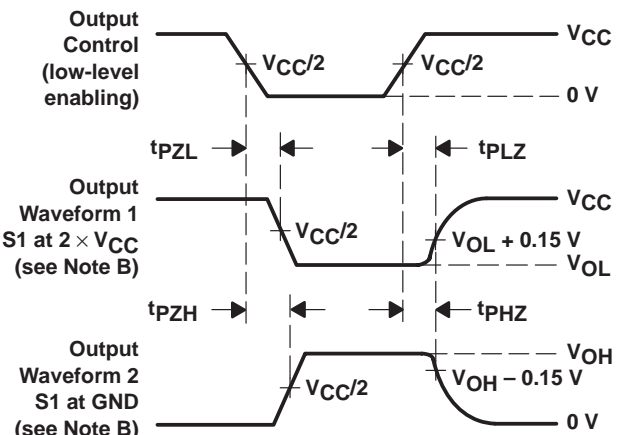 Output
Control
(low-level
enabling)
VCC/2
VCC/2
VCC
0 V
tPZL
tPLZ
Output
Waveform 1
S1 at 2 × VCC
(see Note B)
VCC/2
VCC
VOL + 0.15 V
VOL
tPZH
tPHZ
Output
Waveform 2
S1 at GND
(see Note B)
VCC/2
VOH
VOH – 0.15 V
0 V